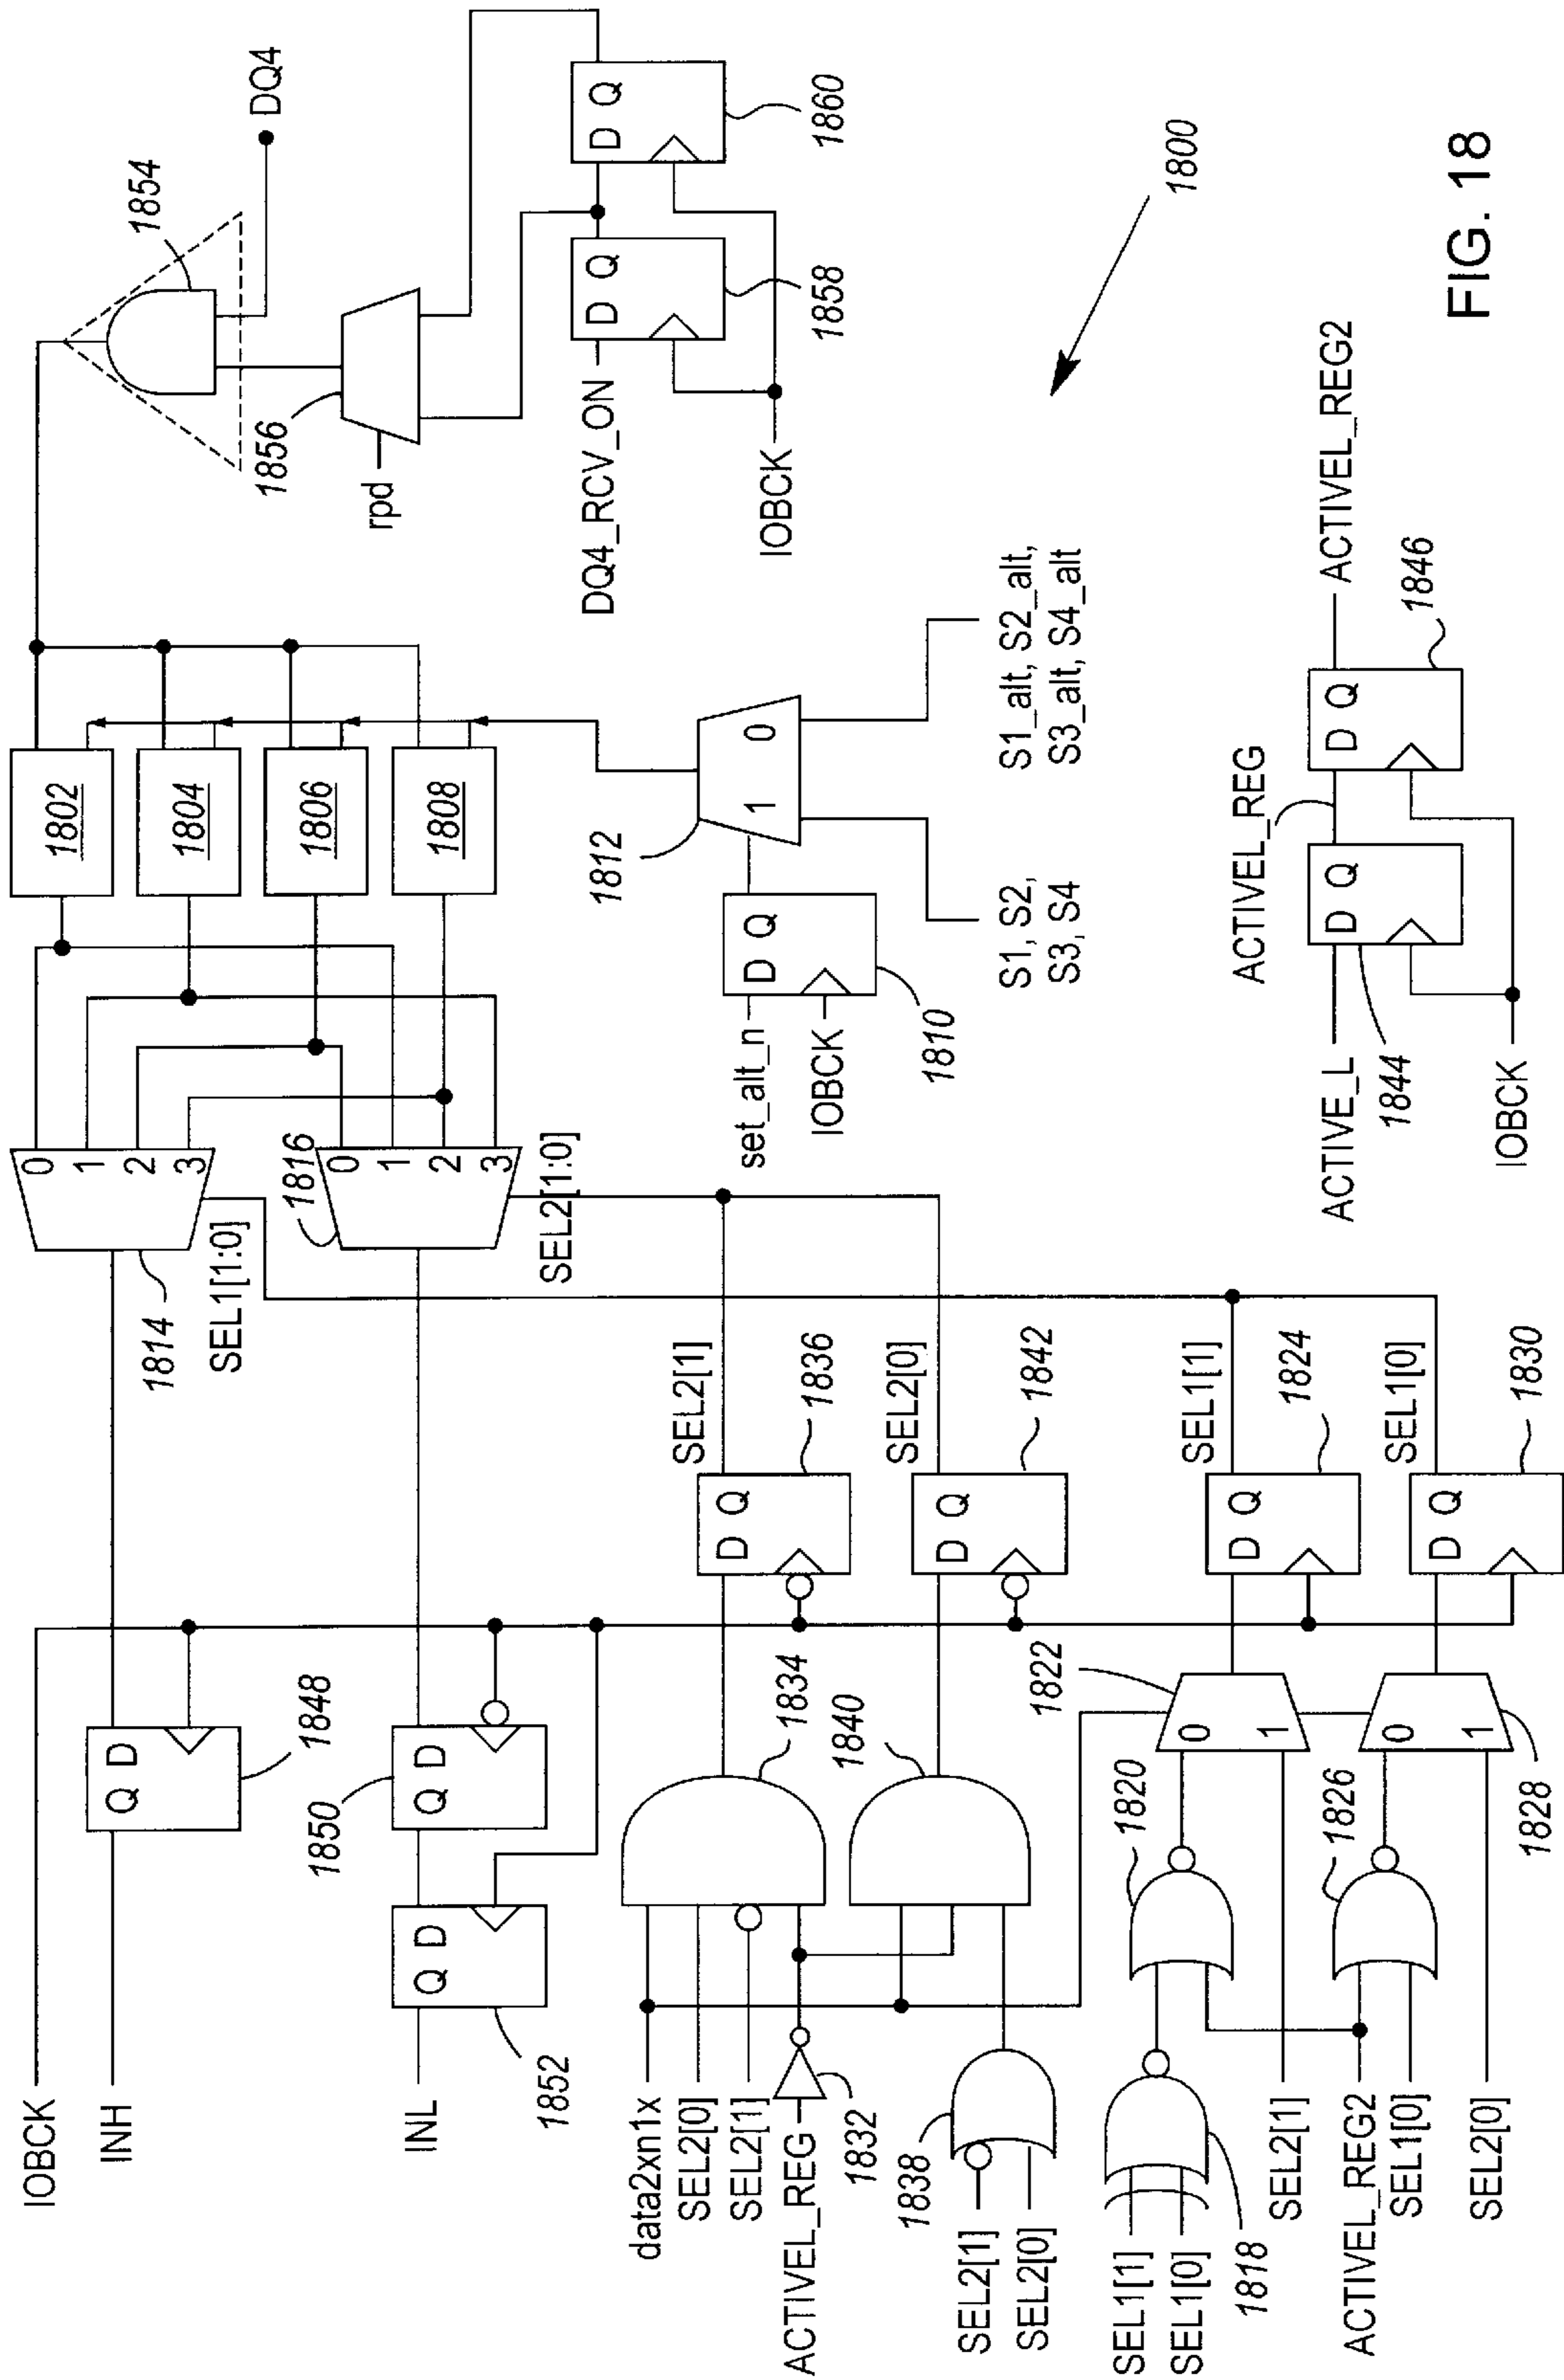 1854
DQ4
1856
rpd
D Q
1860
D Q
1858
DQ4_RCV_ON
IOBCK
1802
1804
1806
1808
1812
1 0
S1_alt, S2_alt,
S3_alt, S4_alt
S1, S2,
S3, S4
D Q
1810
set_alt_n
IOBCK
0
1
2
3
1814
SEL1[1:0]
0
1
2
3
1816
SEL2[1:0]
IOBCK
INH
Q D
1848
INL
Q D
1850
Q D
1852
data2xn1x
SEL2[0]
SEL2[1]
ACTIVEL_REG
1832
1834
D Q
SEL2[1]
1836
SEL2[1]
SEL2[0]
1838
1840
D Q
SEL2[0]
1842
SEL1[1]
SEL1[0]
1818
1820
SEL2[1]
0
1
1822
D Q
SEL1[1]
1824
ACTIVEL_REG2
SEL1[0]
1826
SEL2[0]
0
1
1828
D Q
SEL1[0]
1830
ACTIVE_L
D Q
1844
ACTIVEL_REG
D Q
1846
ACTIVEL_REG2
IOBCK
1800
FIG. 18